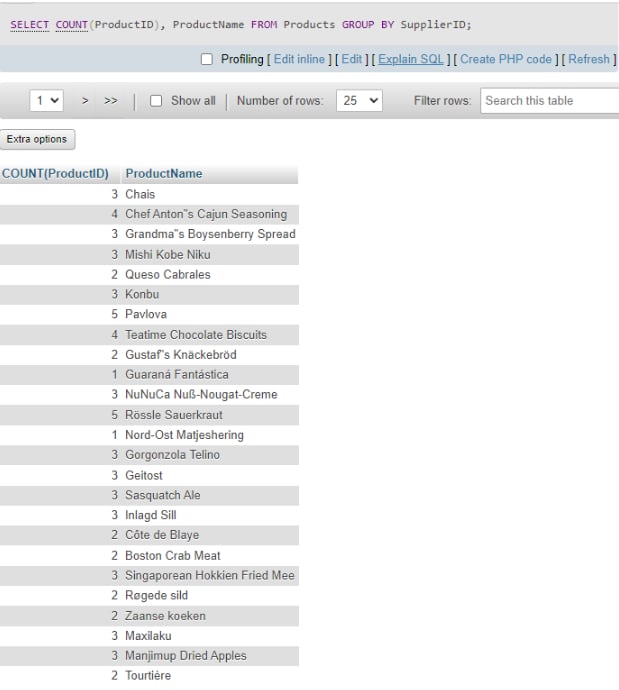 SELECT COUNT(ProductID), ProductName FROM Products GROUP BY SupplierID;
Profiling [ Edit inline ] [ Edit ] [ Explain SQL ] [ Create PHP code ] [ Refresh ]
1 > >> | Show all | Number of rows: 25 Filter rows: Search this table
Extra options
COUNT(ProductID) ProductName
3 Chais
4 Chef Anton"s Cajun Seasoning
3 Grandma"s Boysenberry Spread
3 Mishi Kobe Niku
2 Queso Cabrales
3 Konbu
5 Pavlova
4 Teatime Chocolate Biscuits
2 Gustaf"s Knäckebröd
1 Guaraná Fantástica
3 NuNuCa Nuß-Nougat-Creme
5 Rössle Sauerkraut
1 Nord-Ost Matjeshering
3 Gorgonzola Telino
3 Geitost
3 Sasquatch Ale
3 Inlagd Sill
2 Côte de Blaye
2 Boston Crab Meat
3 Singaporean Hokkien Fried Mee
2 Røgede sild
2 Zaanse koeken
3 Maxilaku
3 Manjimup Dried Apples
2 Tourtière